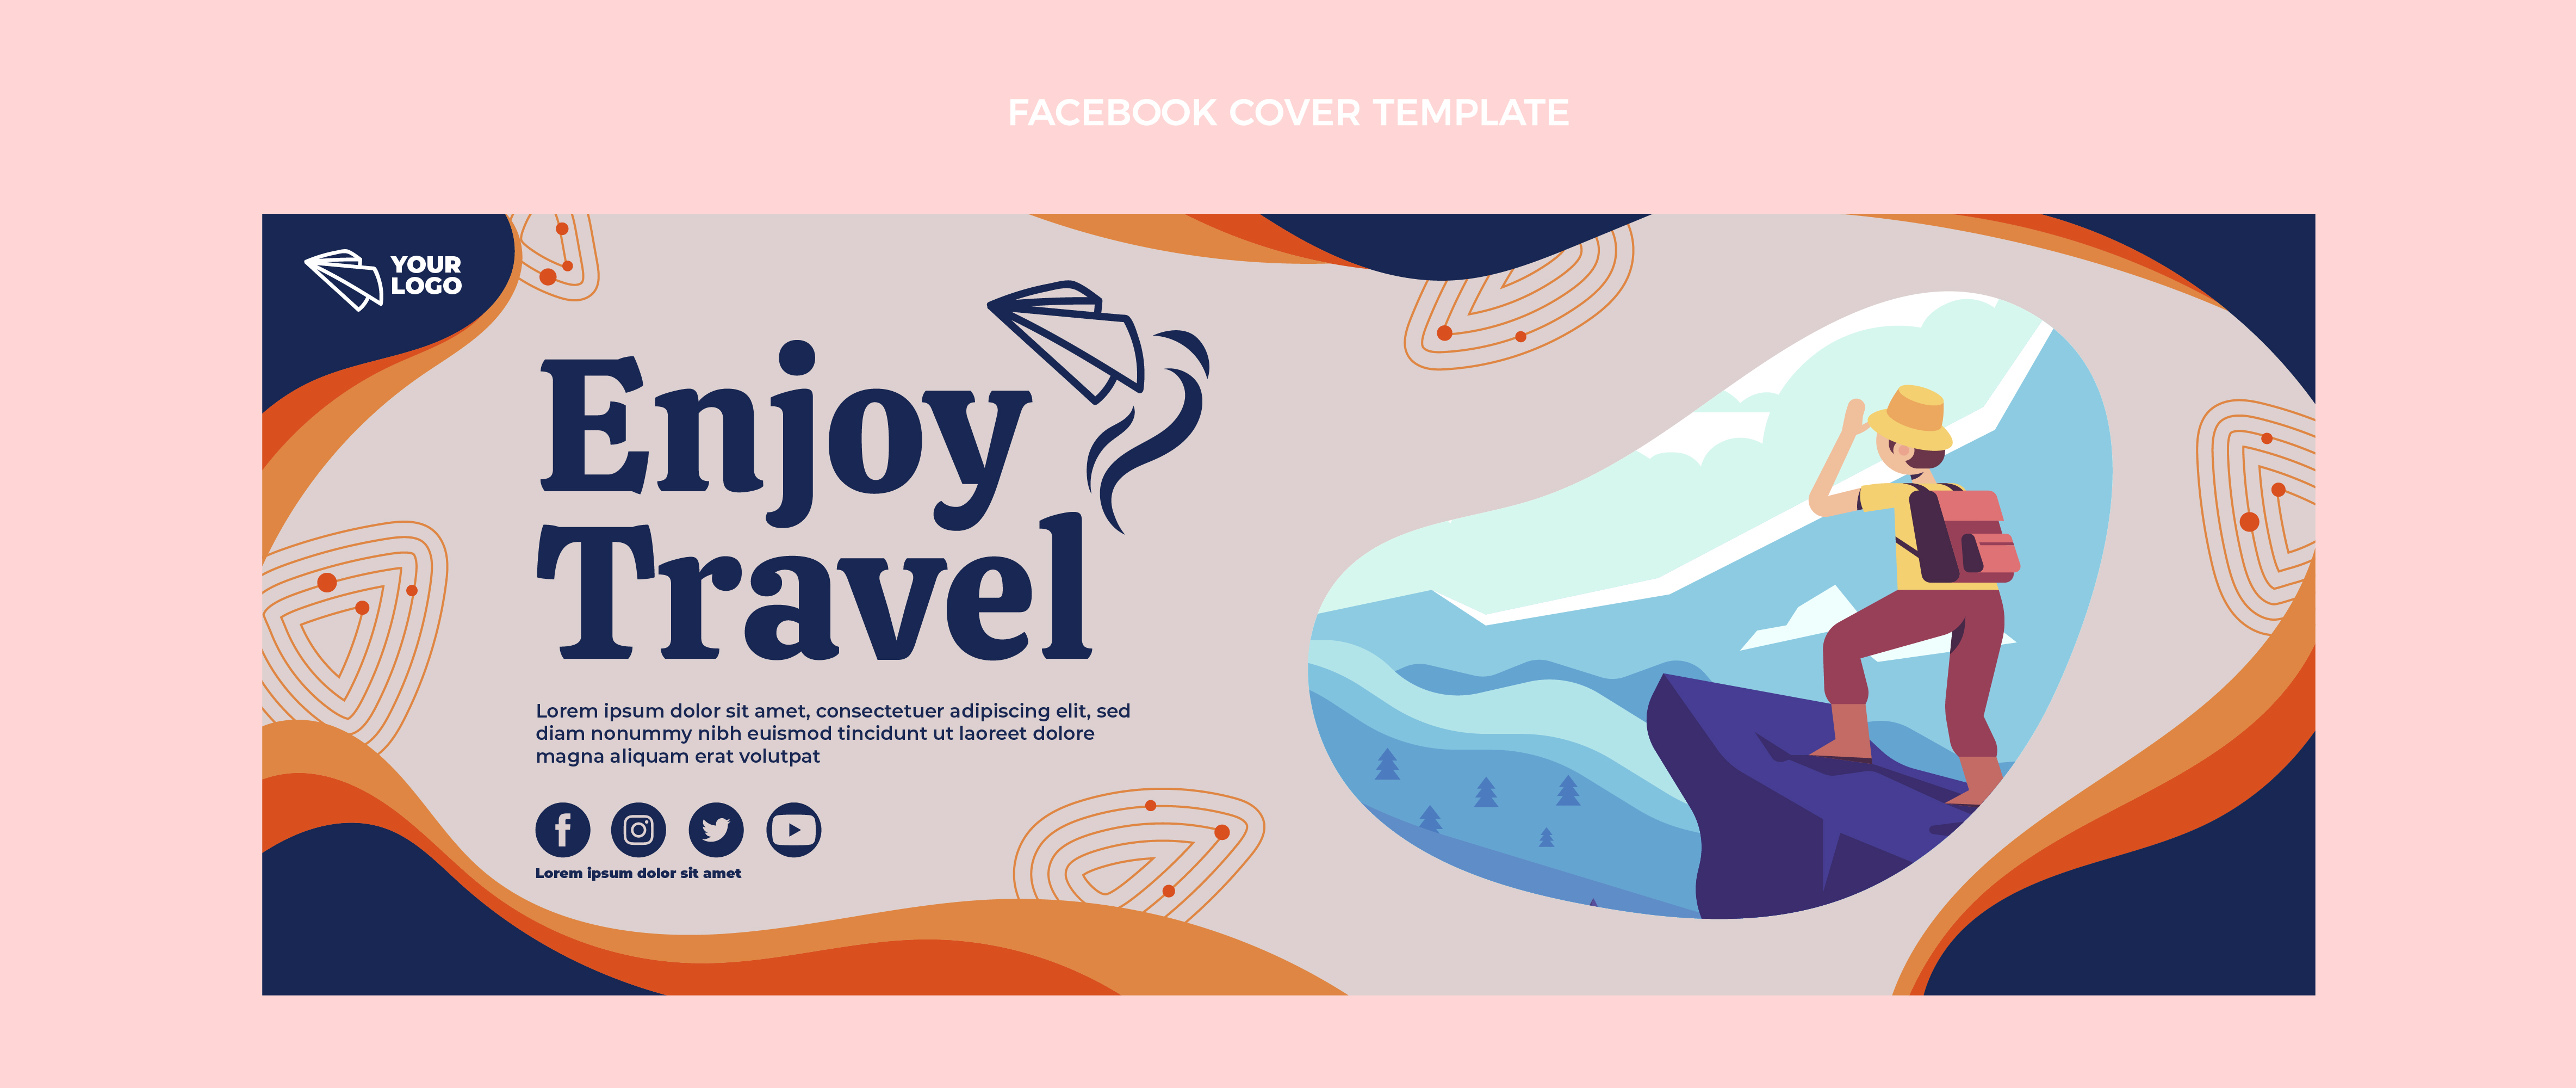 FACEBOOK COVER TEMPLATE
YOUR
LOGO
Enjoy
Travel
Lorem ipsum dolor sit amet, consectetuer adipiscing elit, sed
diam nonummy nibh euismod tincidunt ut laoreet dolore
magna aliquam erat volutpat
Lorem ipsum dolor sit amet